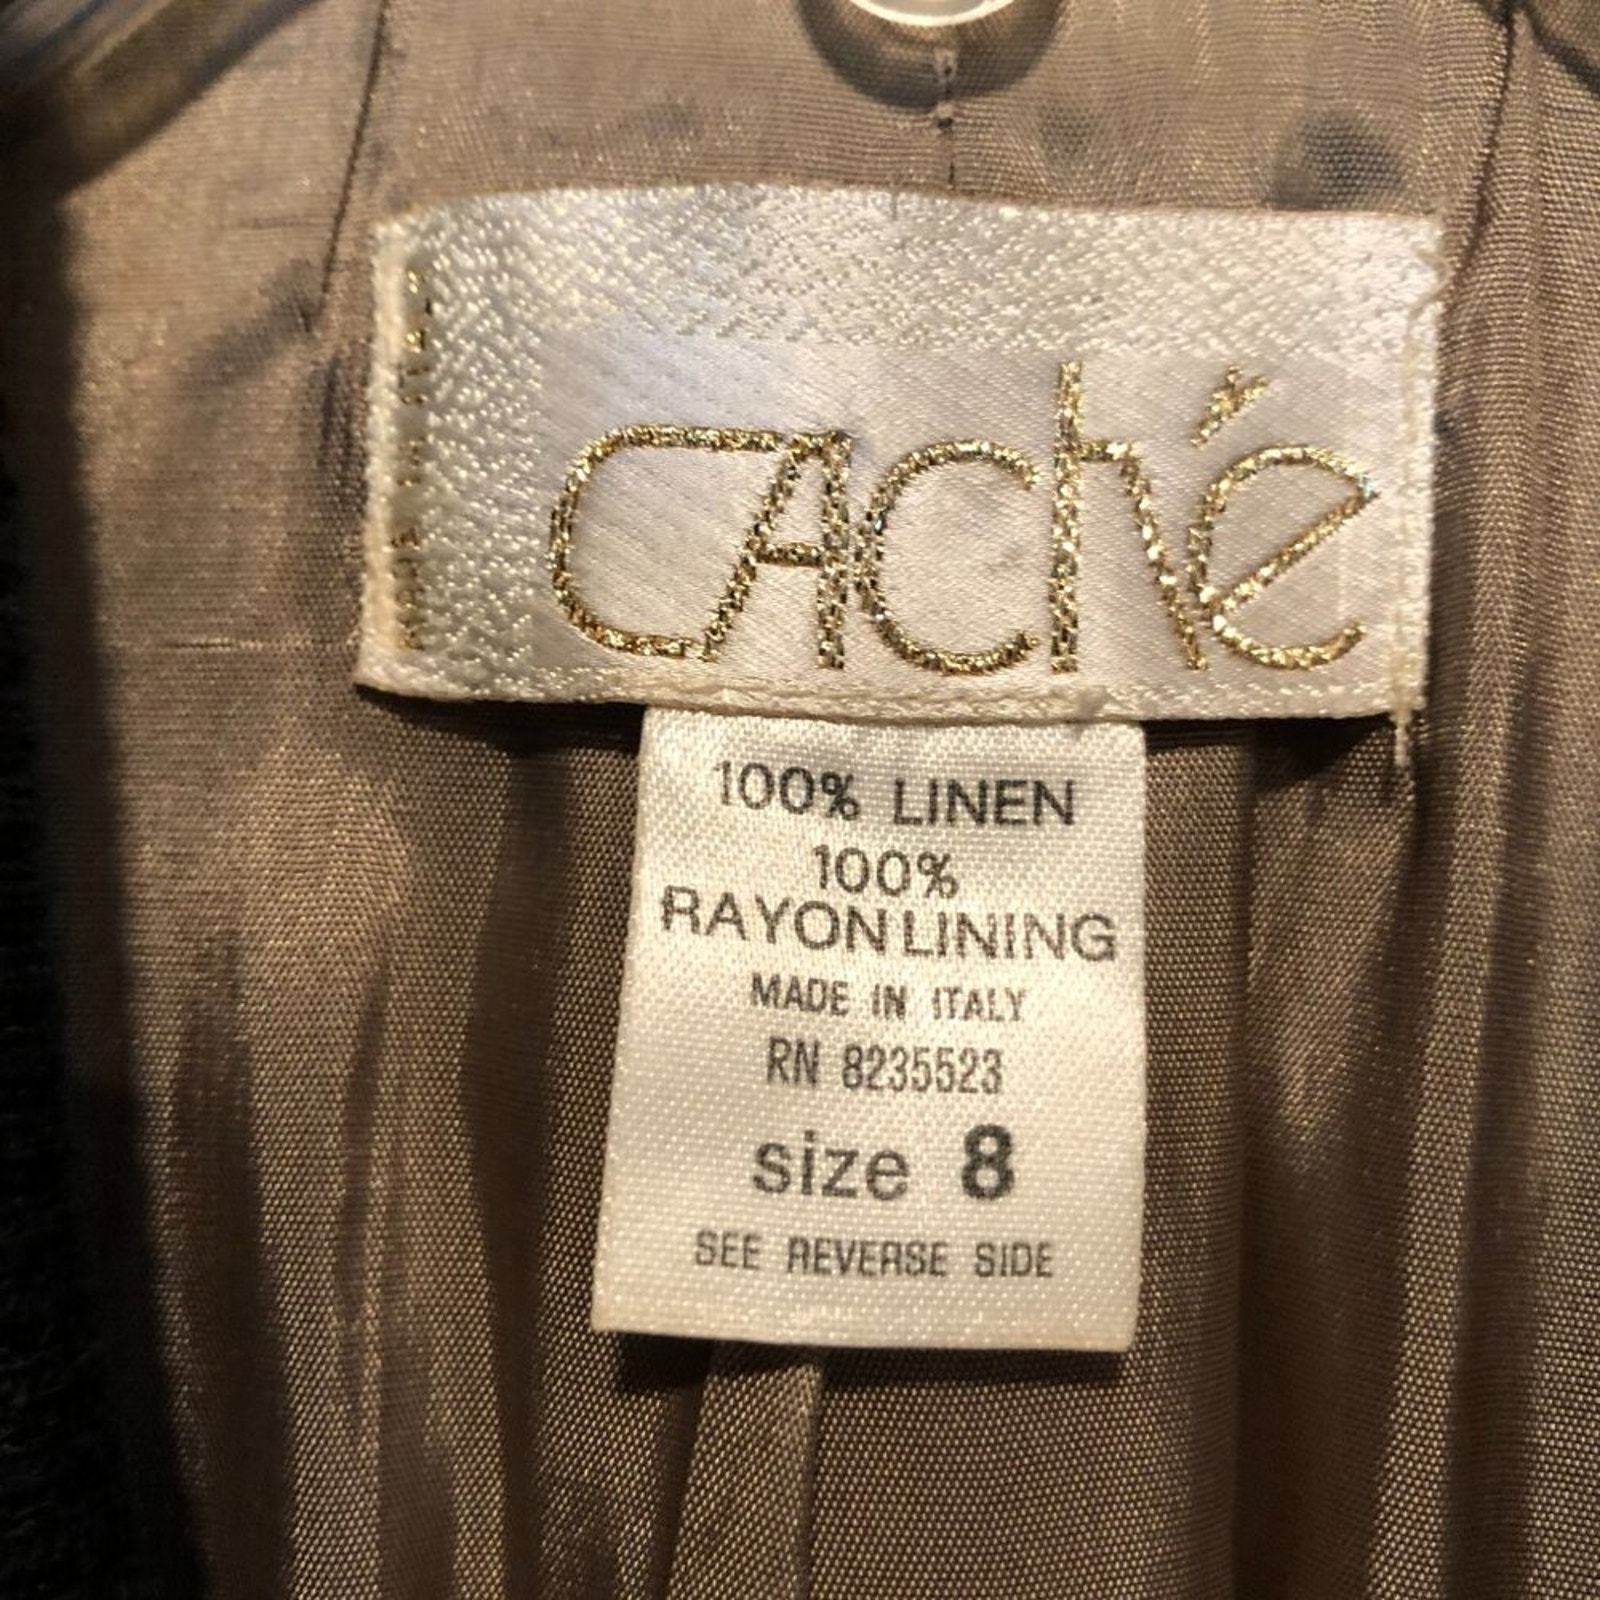 CAché
100% LINEN
100%
RAYON LINING
MADE IN ITALY
RN 8235523
size 8
SEE REVERSE SIDE